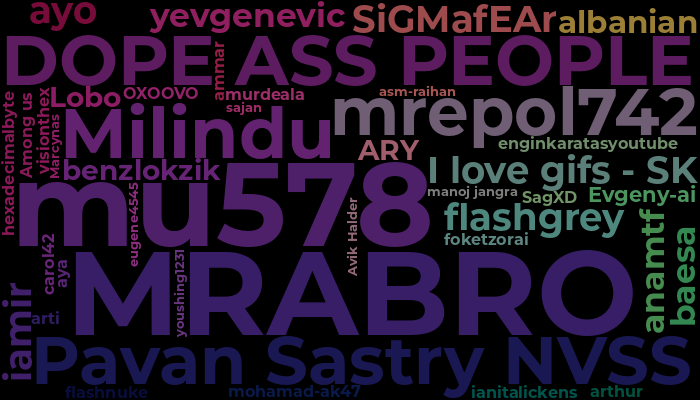 ayo
yevgenevic
SiGMafEAr
albanian
DOPE ASS PEOPLE
ammar
hexadecimalbyte
Among us
visionthex
Marcynas
Lobo
OXOOVO
murdeala
sajan
asm-raihan
Milindu
mrepol742
enginkaratasyoutube
ARY
benzlokzik
I love gifs - SK
mu578
eugene4545
Avik Halder
manoj jangra
SagXD
Evgeny-ai
flashgrey
foketzorai
anamtf
baesa
carol42
aya
youshing1231
MRABRO
iamir
arti
Pavan Sastry NVSS
flashnuke
mohamad-ak47
ianitalickens
arthur